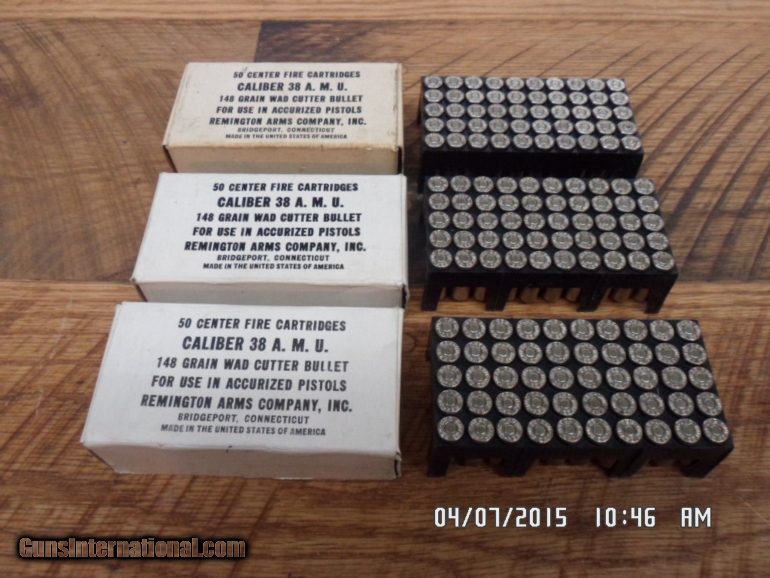 50 CENTER FIRE CARTRIDGES
CALIBER 38 A. M. U.
148 GRAIN WAD CUTTER BULLET
FOR USE IN ACCURIZED PISTOLS
REMINGTON ARMS COMPANY, INC.
BRIDGEPORT, CONNECTICUT
MADE IN THE UNITED STATES OF AMERICA
50 CENTER FIRE CARTRIDGES
CALIBER 38 A. M. U.
148 GRAIN WAD CUTTER BULLET
FOR USE IN ACCURIZED PISTOLS
REMINGTON ARMS COMPANY, INC.
BRIDGEPORT, CONNECTICUT
MADE IN THE UNITED STATES OF AMERICA
50 CENTER FIRE CARTRIDGES
CALIBER 38 A. M. U.
148 GRAIN WAD CUTTER BULLET
FOR USE IN ACCURIZED PISTOLS
REMINGTON ARMS COMPANY, INC.
BRIDGEPORT, CONNECTICUT
MADE IN THE UNITED STATES OF AMERICA
04/07/2015 10:46 AM
GunsInternational.com